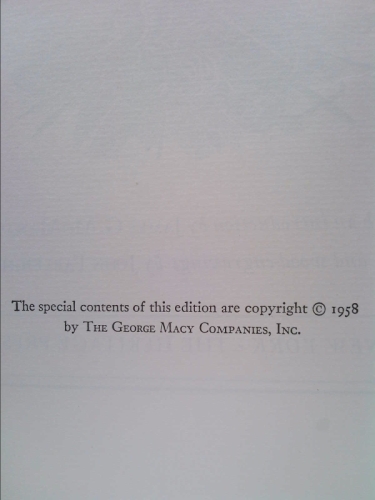 The special contents of this edition are copyright © 1958
by The George Macy Companies, Inc.